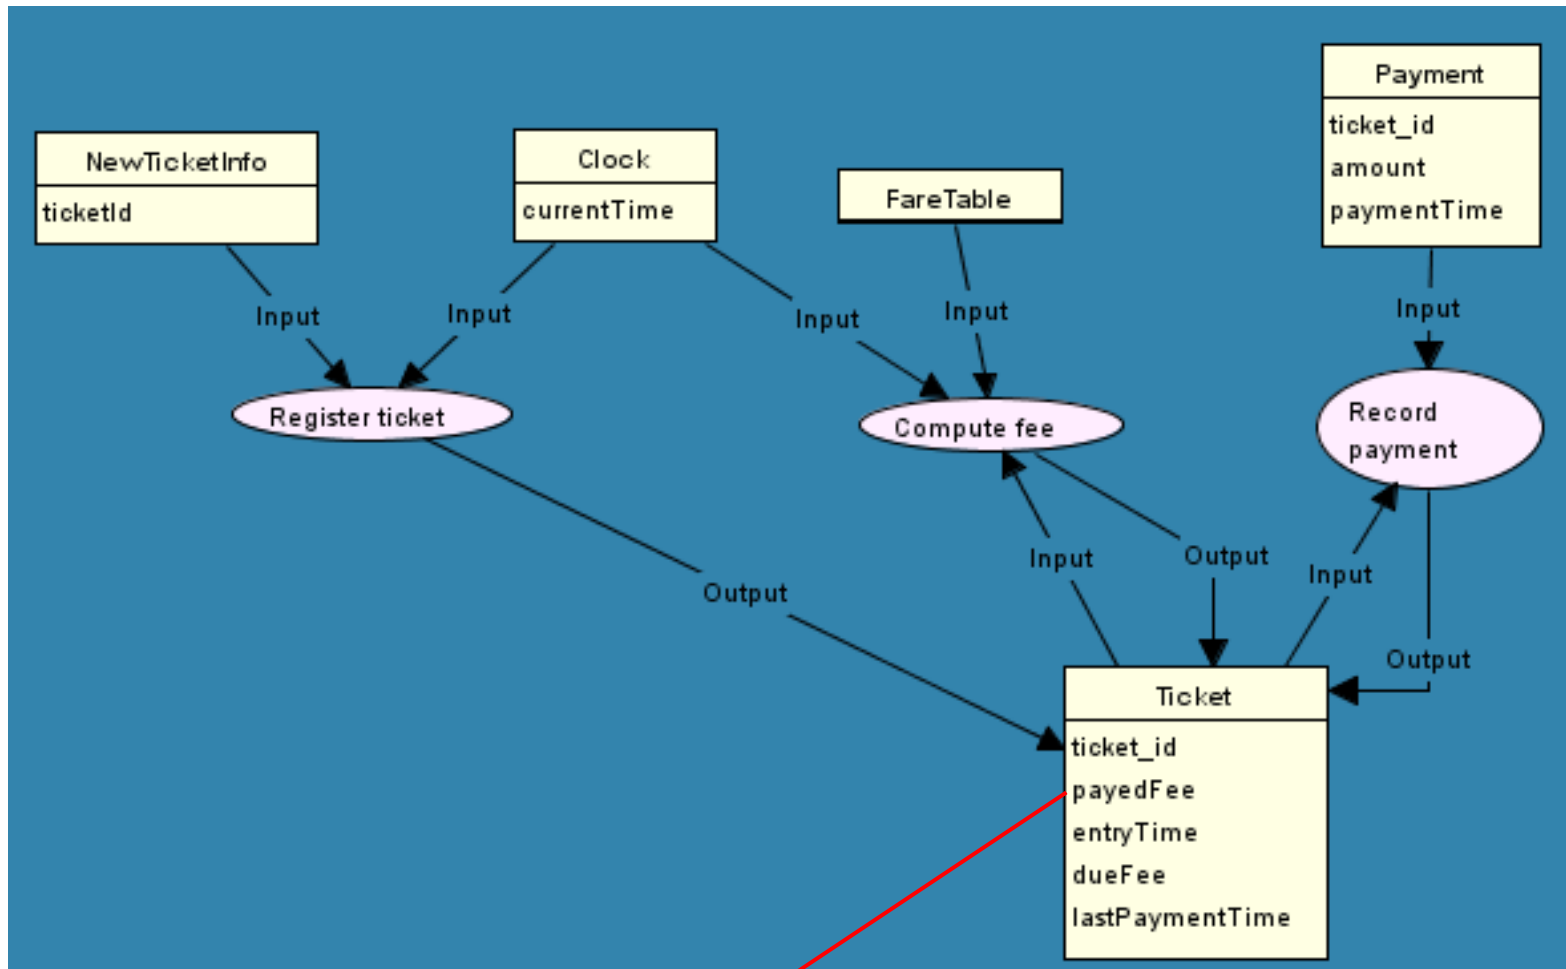 Payment
ticket_id
amount
paymentTime
NewTicketInfo
ticketId
Clock
currentTime
FareTable
Input
Input
Input
Input
Input
Register ticket
Compute fee
Record
payment
Input
Output
Input
Output
Output
Ticket
ticket_id
payedFee
entryTime
dueFee
lastPaymentTime